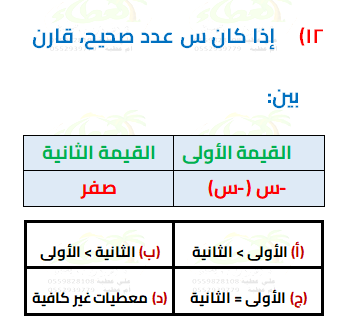 ١٢) إذا كان س عدد صحيح، قارن
بين:
القيمة الأولى القيمة الثانية
-س (-س) صفر
(أ) الأولى > الثانية (ب) الثانية > الأولى
(ج) الأولى = الثانية (د) معطيات غير كافية